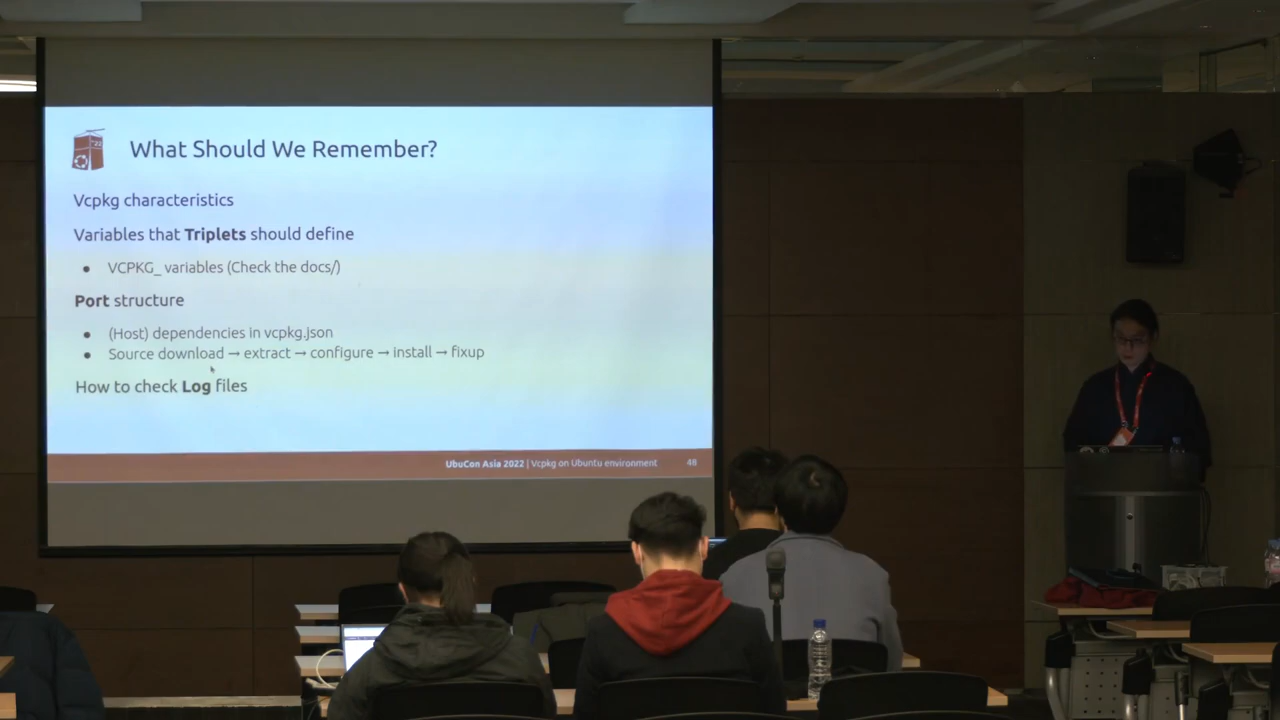 '22
What Should We Remember?
Vcpkg characteristics
Variables that Triplets should define
● VCPKG_ variables (Check the docs/)
Port structure
● (Host) dependencies in vcpkg.json
● Source download → extract → configure → install → fixup
How to check Log files
UbuCon Asia 2022 | Vcpkg on Ubuntu environment 46